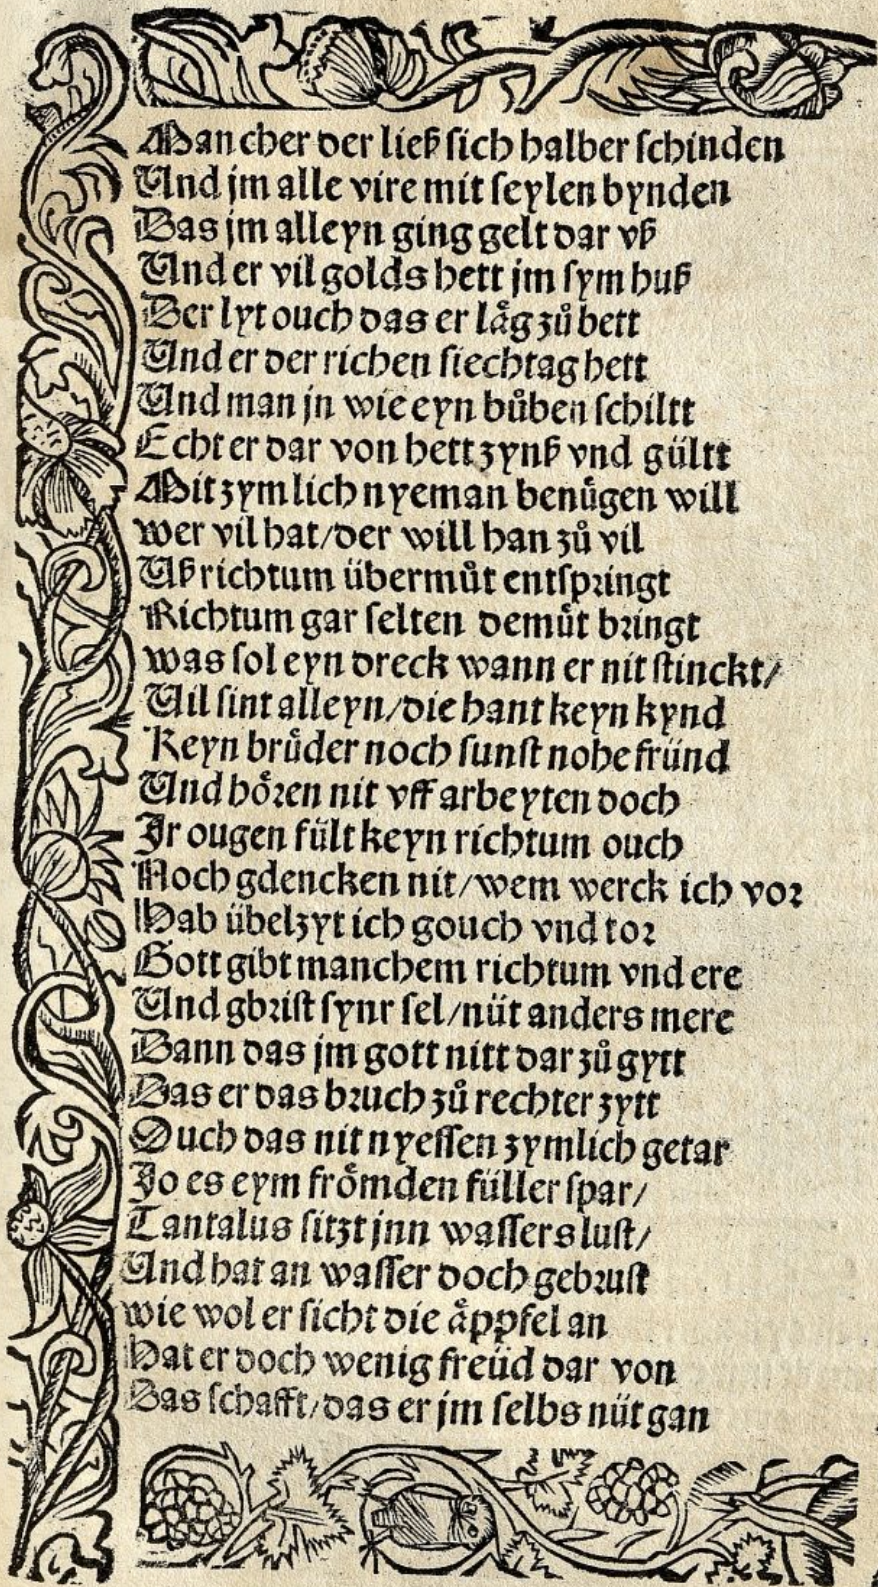 Mancher der ließ sich halber schinden
Und jm alle vire mit seylen bynden
Das jm alleyn ging gelt dar vß
Und er vil golds hett jm sym huß
Der lyt ouch das er låg zů bett
Und er der richen siechtag hett
Und man jn wie eyn bůben schiltt
Echt er dar von hett zynß vnd gültt
Mit zymlich nyeman benůgen will
wer vil hat/der will han zů vil
Uß richtum übermůt entspringt
Richtum gar selten demůt bringt
was sol eyn dreck wann er nit stinckt/
Vil sint alleyn/die hant keyn kynd
Keyn brůder noch sunst nohe fründ
Und hôren nit vff arbeyten doch
Jr ougen fült keyn richtum ouch
Noch gdencken nit/wem werck ich vor
Hab übelzyt ich gouch vnd tor
Gott gibt manchem richtum vnd ere
Und gbrist synr sel/nüt anders mere
Dann das jm gott nitt dar zů gytt
Das er das bruch zů rechter zytt
Ouch das nit nyessen zymlich getar
Jo es eym frômden füller spar/
Tantalus sitzt jnn wassers lust/
Und hat an wasser doch gebrust
wie wol er sicht die åppfel an
Hat er doch wenig freüd dar von
Das schafft/das er jm selbs nüt gan